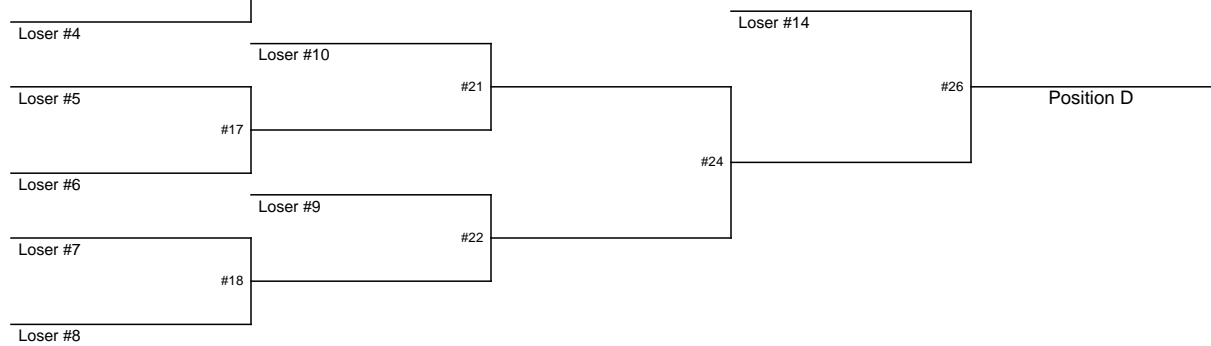 Loser #14
Loser #4
Loser #10
#21
#26
Loser #5
Position D
#17
#24
Loser #6
Loser #9
#22
Loser #7
#18
Loser #8